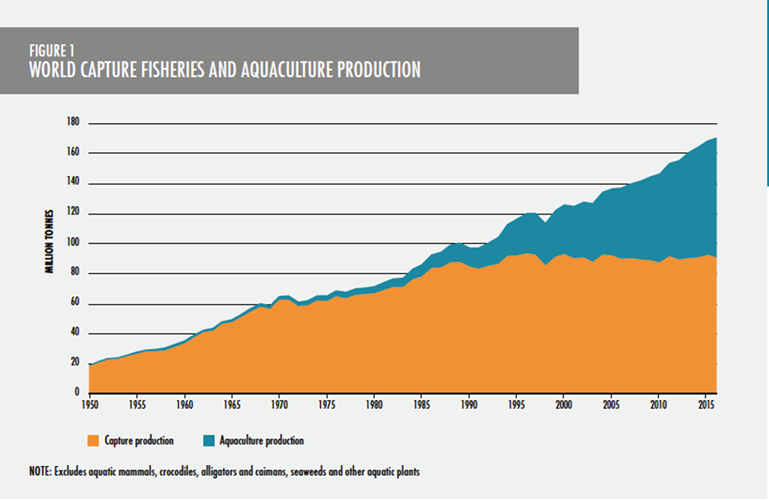 FIGURE 1
WORLD CAPTURE FISHERIES AND AQUACULTURE PRODUCTION
MILLION TONNES
180
160
140
120
100
80
60
40
20
0
1950 1955 1960 1965 1970 1975 1980 1985 1990 1995 2000 2005 2010 2015
Capture production Aquaculture production
NOTE: Excludes aquatic mammals, crocodiles, alligators and caimans, seaweeds and other aquatic plants